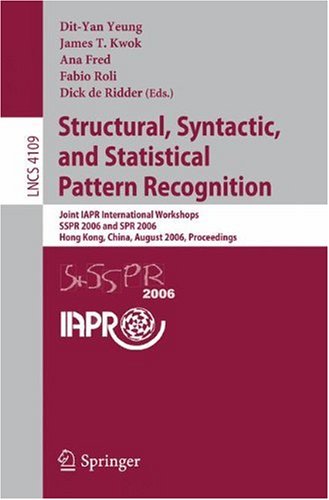 Dit-Yan Yeung
James T. Kwok
Ana Fred
Fabio Roli
Dick de Ridder (Eds.)
LNCS 4109
Structural, Syntactic,
and Statistical
Pattern Recognition
Joint IAPR International Workshops
SSPR 2006 and SPR 2006
Hong Kong, China, August 2006, Proceedings
S+SSPR
2006
IAPR
Springer